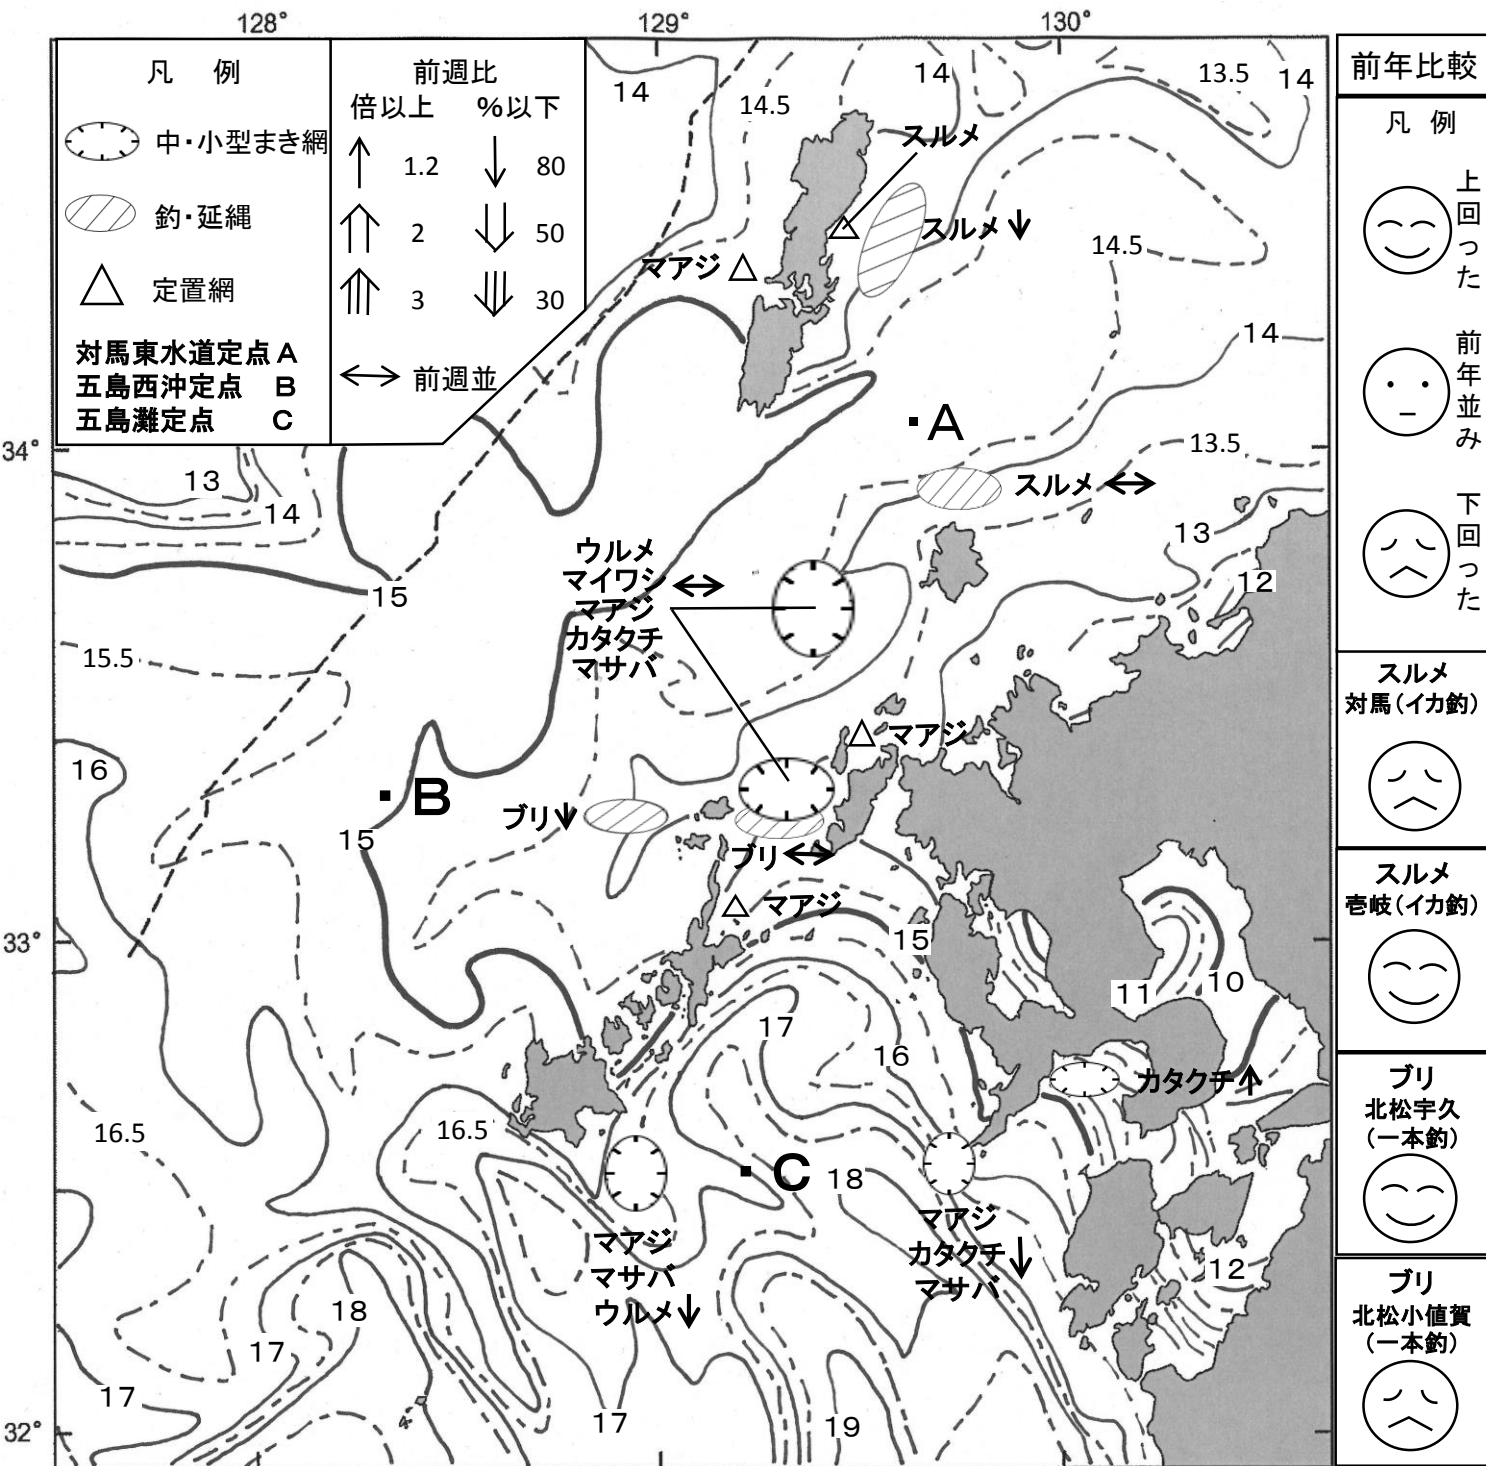 128°
129°
130°
34°
33°
32°
凡 例
中・小型まき網
釣・延縄
定置網
対馬東水道定点 A
五島西沖定点 B
五島灘定点 C
前週比
倍以上 %以下
↑ 1.2 ↓ 80
2 50
3 30
↔ 前週並
14
14.5
14
13.5
14
スルメ
スルメ↓
マアジ
14.5
14
A
13.5
スルメ↔
13
14
13
12
15
ウルメ
マイワシ↔
マアジ
カタクチ
マサバ
15.5
16
マアジ
B
ブリ↓
15
ブリ↔
マアジ
15
11
10
17
16
カタクチ↑
16.5
16.5
C
18
マアジ
カタクチ↓
マサバ
マアジ
マサバ
ウルメ↓
12
18
17
17
17
19
前年比較
凡 例
上回った
前年並み
下回った
スルメ
対馬(イカ釣)
スルメ
壱岐(イカ釣)
ブリ
北松宇久
(一本釣)
ブリ
北松小値賀
(一本釣)